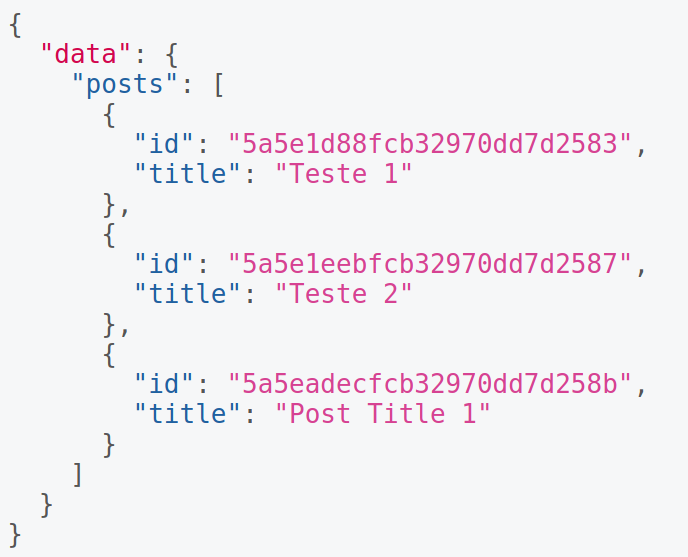 {
  "data": {
    "posts": [
      {
        "id": "5a5e1d88fcb32970dd7d2583",
        "title": "Teste 1"
      },
      {
        "id": "5a5e1eebfcb32970dd7d2587",
        "title": "Teste 2"
      },
      {
        "id": "5a5eadecfcb32970dd7d258b",
        "title": "Post Title 1"
      }
    ]
  }
}